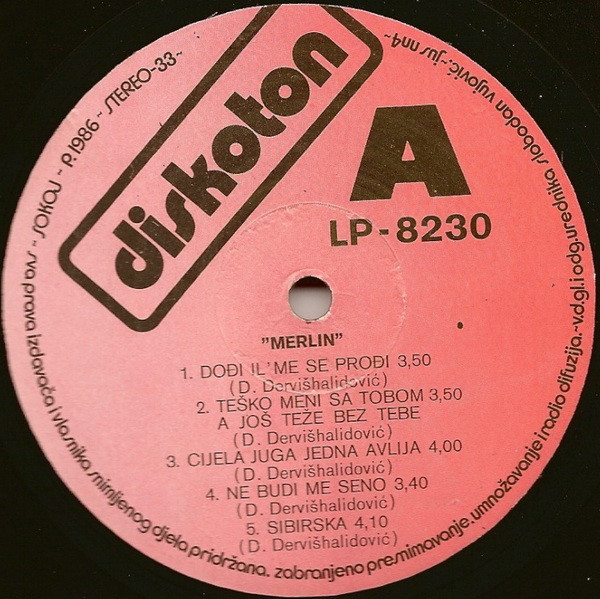 diskoton
A
LP-8230
"MERLIN"
1. DOĐI IL' ME SE PROĐI 3,50
(D. Dervišhalidović)
2. TEŠKO MENI SA TOBOM 3,50
A JOŠ TEŽE BEZ TEBE
(D. Dervišhalidović)
3. CIJELA JUGA JEDNA AVLIJA 4,00
(D. Dervišhalidović)
4. NE BUDI ME SENO 3,40
(D. Dervišhalidović)
5. SIBIRSKA 4,10
(D. Dervišhalidović)
STEREO-33~ p.1986 ~ SOKOJ ~ sva prava izdavača i vlasnika snimljenog djela pridržana. zabranjeno presnimavanje. umnožavanje i radio difuzija.~v.d.gl.i odg.urednika slobodan vujović.~jus nn4~